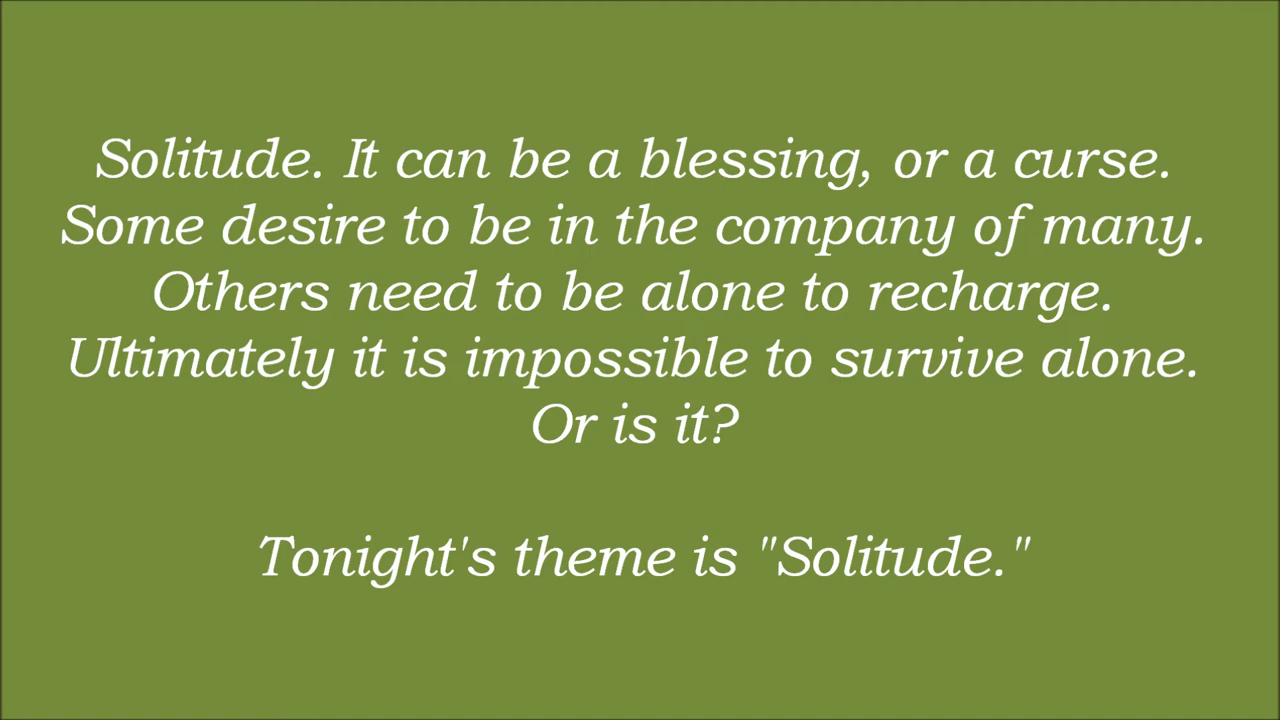 Solitude. It can be a blessing, or a curse.
Some desire to be in the company of many.
Others need to be alone to recharge.
Ultimately it is impossible to survive alone.
Or is it?
Tonight's theme is "Solitude."